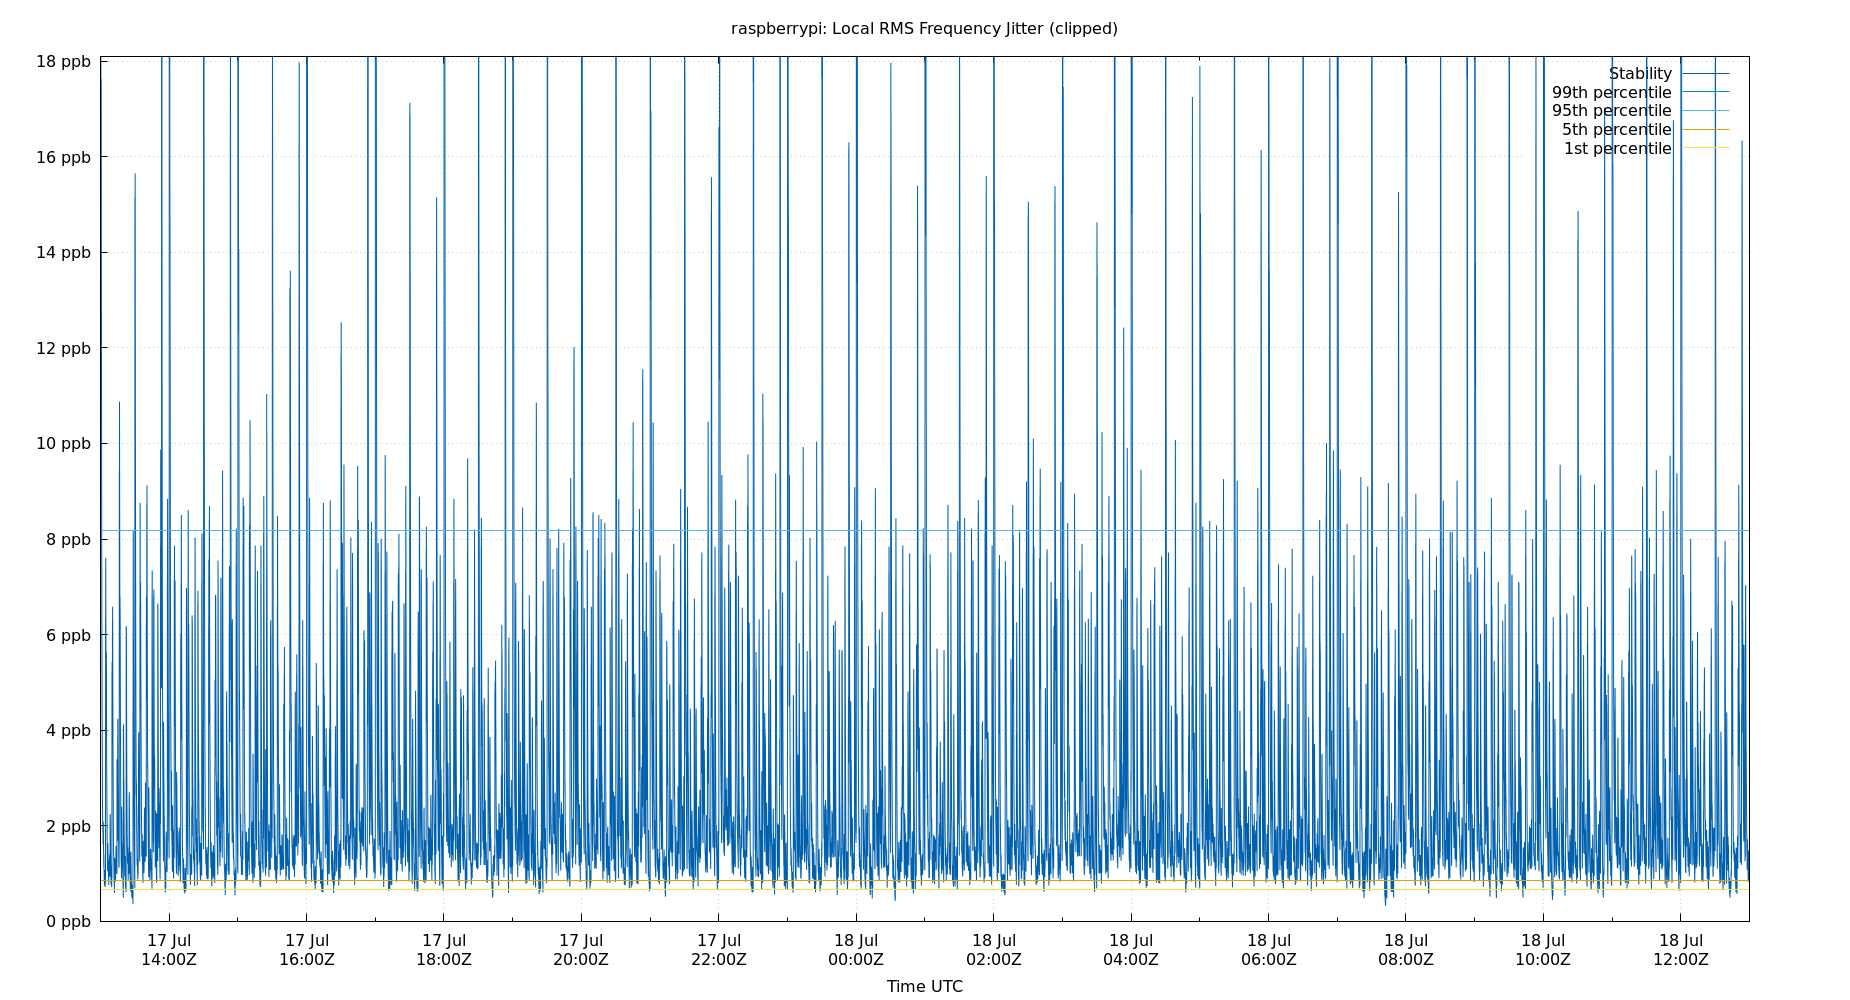 raspberrypi: Local RMS Frequency Jitter (clipped)
18 ppb
16 ppb
14 ppb
12 ppb
10 ppb
8 ppb
6 ppb
4 ppb
2 ppb
0 ppb
Stability
99th percentile
95th percentile
5th percentile
1st percentile
17 Jul 17 Jul 17 Jul 17 Jul 17 Jul 18 Jul 18 Jul 18 Jul 18 Jul 18 Jul 18 Jul 18 Jul
14:00Z 16:00Z 18:00Z 20:00Z 22:00Z 00:00Z 02:00Z 04:00Z 06:00Z 08:00Z 10:00Z 12:00Z
Time UTC